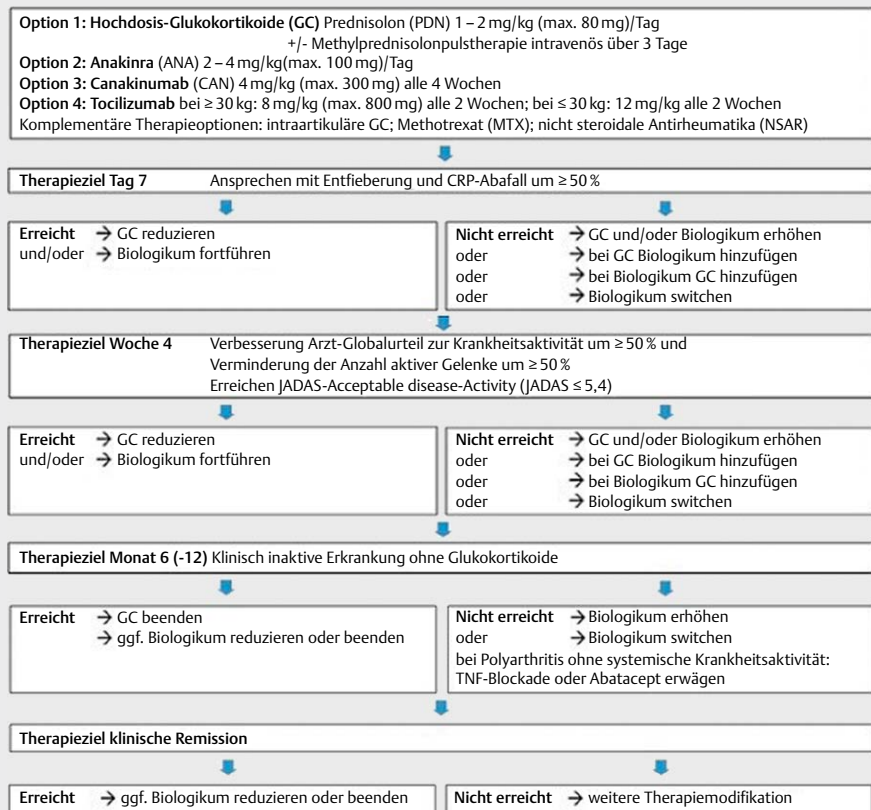 Option 1: Hochdosis-Glukokortikoide (GC) Prednisolon (PDN) 1 – 2 mg/kg (max. 80 mg)/Tag
+/- Methylprednisolonpulstherapie intravenös über 3 Tage
Option 2: Anakinra (ANA) 2 – 4 mg/kg(max. 100 mg)/Tag
Option 3: Canakinumab (CAN) 4 mg/kg (max. 300 mg) alle 4 Wochen
Option 4: Tocilizumab bei ≥ 30 kg: 8 mg/kg (max. 800 mg) alle 2 Wochen; bei ≤ 30 kg: 12 mg/kg alle 2 Wochen
Komplementäre Therapieoptionen: intraartikuläre GC; Methotrexat (MTX); nicht steroidale Antirheumatika (NSAR)
Therapieziel Tag 7 Ansprechen mit Entfieberung und CRP-Abafall um ≥ 50 %
Erreicht → GC reduzieren
und/oder → Biologikum fortführen
Nicht erreicht → GC und/oder Biologikum erhöhen
oder → bei GC Biologikum hinzufügen
oder → bei Biologikum GC hinzufügen
oder → Biologikum switchen
Therapieziel Woche 4 Verbesserung Arzt-Globalurteil zur Krankheitsaktivität um ≥ 50 % und
Verminderung der Anzahl aktiver Gelenke um ≥ 50 %
Erreichen JADAS-Acceptable disease-Activity (JADAS ≤ 5,4)
Erreicht → GC reduzieren
und/oder → Biologikum fortführen
Nicht erreicht → GC und/oder Biologikum erhöhen
oder → bei GC Biologikum hinzufügen
oder → bei Biologikum GC hinzufügen
oder → Biologikum switchen
Therapieziel Monat 6 (-12) Klinisch inaktive Erkrankung ohne Glukokortikoide
Erreicht → GC beenden
→ ggf. Biologikum reduzieren oder beenden
Nicht erreicht → Biologikum erhöhen
oder → Biologikum switchen
bei Polyarthritis ohne systemische Krankheitsaktivität:
TNF-Blockade oder Abatacept erwägen
Therapieziel klinische Remission
Erreicht → ggf. Biologikum reduzieren oder beenden
Nicht erreicht → weitere Therapiemodifikation